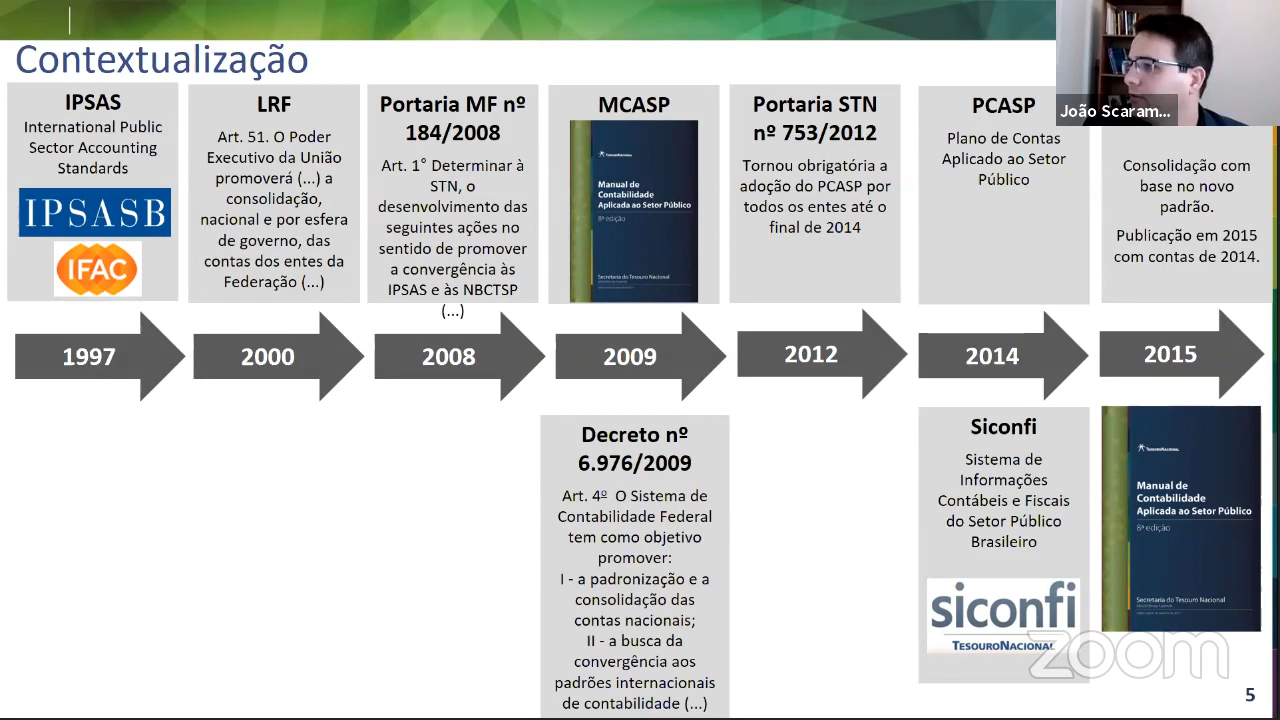 Contextualização
João Scaram...
IPSAS
International Public
Sector Accounting
Standards
IPSASB
IFAC
LRF
Art. 51. O Poder
Executivo da União
promoverá (...) a
consolidação,
nacional e por esfera
de governo, das
contas dos entes da
Federação (...)
Portaria MF nº
184/2008
Art. 1° Determinar à
STN, o
desenvolvimento das
seguintes ações no
sentido de promover
a convergência às
IPSAS e às NBCTSP
(...)
MCASP
TesouroNacional
Manual de
Contabilidade
Aplicada ao Setor Público
8ª edição
Secretaria do Tesouro Nacional
Portaria STN
nº 753/2012
Tornou obrigatória a
adoção do PCASP por
todos os entes até o
final de 2014
PCASP
Plano de Contas
Aplicado ao Setor
Público
Consolidação com
base no novo
padrão.
Publicação em 2015
com contas de 2014.
1997
2000
2008
2009
2012
2014
2015
Decreto nº
6.976/2009
Art. 4º O Sistema de
Contabilidade Federal
tem como objetivo
promover:
I - a padronização e a
consolidação das
contas nacionais;
II - a busca da
convergência aos
padrões internacionais
de contabilidade (...)
Siconfi
Sistema de
Informações
Contábeis e Fiscais
do Setor Público
Brasileiro
siconfi
TesouroNacional
TesouroNacional
Manual de
Contabilidade
Aplicada ao Setor Público
8ª edição
Secretaria do Tesouro Nacional
zoom
5